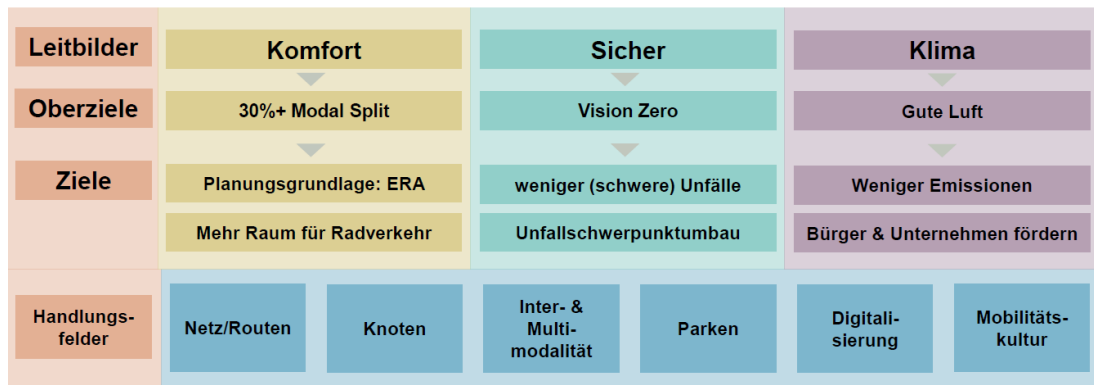 Leitbilder
Komfort
Sicher
Klima
Oberziele
30%+ Modal Split
Vision Zero
Gute Luft
Ziele
Planungsgrundlage: ERA
weniger (schwere) Unfälle
Weniger Emissionen
Mehr Raum für Radverkehr
Unfallschwerpunktumbau
Bürger & Unternehmen fördern
Handlungs-
felder
Netz/Routen
Knoten
Inter- &
Multi-
modalität
Parken
Digitali-
sierung
Mobilitäts-
kultur